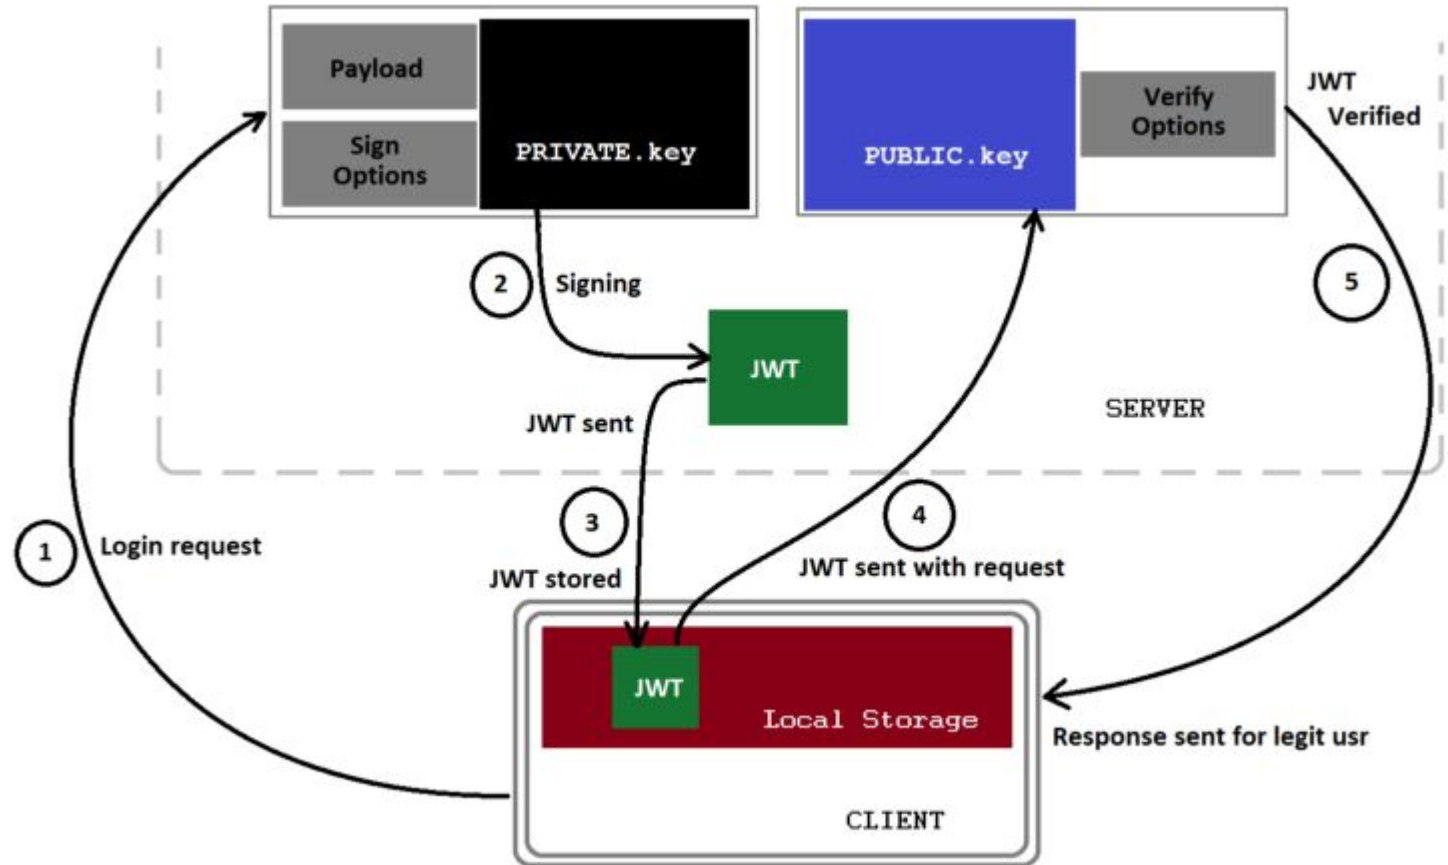 Payload
Sign
Options
PRIVATE.key
PUBLIC.key
Verify
Options
JWT
Verified
2
Signing
5
JWT
SERVER
JWT sent
3
4
1
Login request
JWT stored
JWT sent with request
JWT
Local Storage
Response sent for legit usr
CLIENT